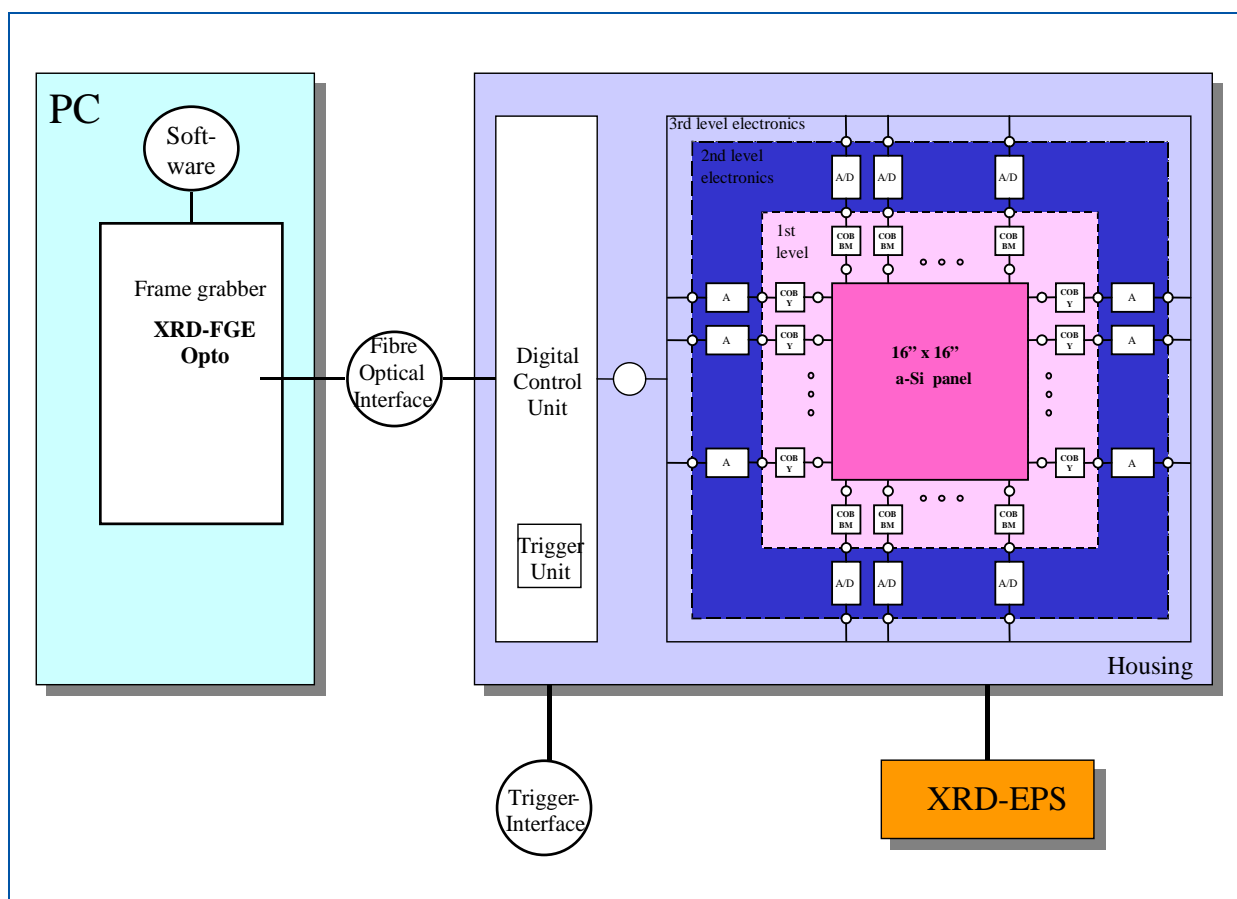 PC
Soft-
ware
Frame grabber
XRD-FGE
Opto
Fibre
Optical
Interface
Digital
Control
Unit
Trigger
Unit
3rd level electronics
2nd level
electronics
A/D
A/D
A/D
1st
level
COB
BM
COB
BM
COB
BM
A
COB
Y
COB
Y
A
A
COB
Y
COB
Y
A
16” x 16”
a-Si panel
A
COB
Y
COB
Y
A
COB
BM
COB
BM
COB
BM
A/D
A/D
A/D
Housing
Trigger-
Interface
XRD-EPS